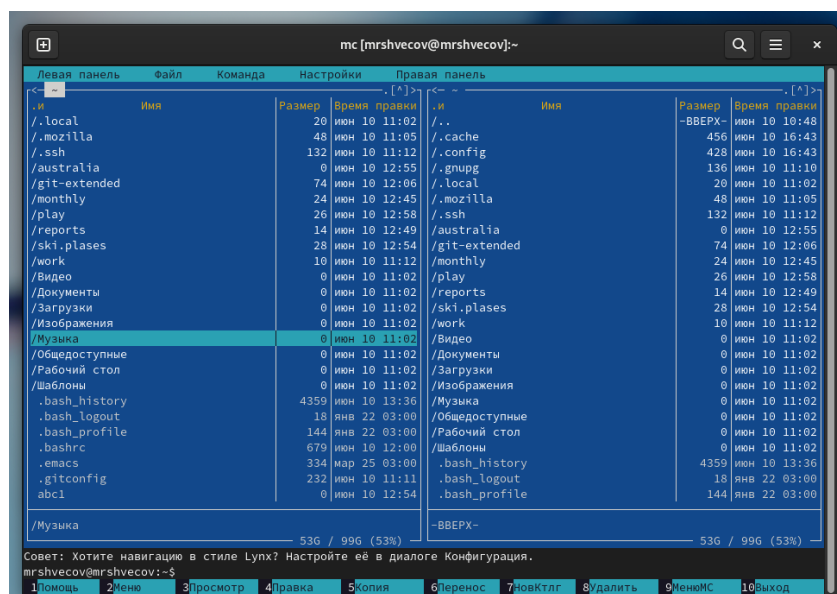 mc [mrshvecov@mrshvecov]:~
Левая панель Файл Команда Настройки Правая панель
<- ~ .[^]>
.и Имя Размер Время правки
/.local 20 июн 10 11:02
/.mozilla 48 июн 10 11:05
/.ssh 132 июн 10 11:12
/australia 0 июн 10 12:55
/git-extended 74 июн 10 12:06
/monthly 24 июн 10 12:45
/play 26 июн 10 12:58
/reports 14 июн 10 12:49
/ski.plases 28 июн 10 12:54
/work 10 июн 10 11:12
/Видео 0 июн 10 11:02
/Документы 0 июн 10 11:02
/Загрузки 0 июн 10 11:02
/Изображения 0 июн 10 11:02
/Музыка 0 июн 10 11:02
/Общедоступные 0 июн 10 11:02
/Рабочий стол 0 июн 10 11:02
/Шаблоны 0 июн 10 11:02
.bash_history 4359 июн 10 13:36
.bash_logout 18 янв 22 03:00
.bash_profile 144 янв 22 03:00
.bashrc 679 июн 10 12:00
.emacs 334 мар 25 03:00
.gitconfig 232 июн 10 11:11
abc1 0 июн 10 12:54
/Музыка
53G / 99G (53%)
<- ~ .[^]>
.и Имя Размер Время правки
/.. -ВВЕРХ- июн 10 10:48
/.cache 456 июн 10 16:43
/.config 428 июн 10 16:43
/.gnupg 136 июн 10 11:10
/.local 20 июн 10 11:02
/.mozilla 48 июн 10 11:05
/.ssh 132 июн 10 11:12
/australia 0 июн 10 12:55
/git-extended 74 июн 10 12:06
/monthly 24 июн 10 12:45
/play 26 июн 10 12:58
/reports 14 июн 10 12:49
/ski.plases 28 июн 10 12:54
/work 10 июн 10 11:12
/Видео 0 июн 10 11:02
/Документы 0 июн 10 11:02
/Загрузки 0 июн 10 11:02
/Изображения 0 июн 10 11:02
/Музыка 0 июн 10 11:02
/Общедоступные 0 июн 10 11:02
/Рабочий стол 0 июн 10 11:02
/Шаблоны 0 июн 10 11:02
.bash_history 4359 июн 10 13:36
.bash_logout 18 янв 22 03:00
.bash_profile 144 янв 22 03:00
-ВВЕРХ-
53G / 99G (53%)
Совет: Хотите навигацию в стиле Lynx? Настройте её в диалоге Конфигурация.
mrshvecov@mrshvecov:~$
1Помощь 2Меню 3Просмотр 4Правка 5Копия 6Перенос 7НовКтлг 8Удалить 9МенюMC 10Выход